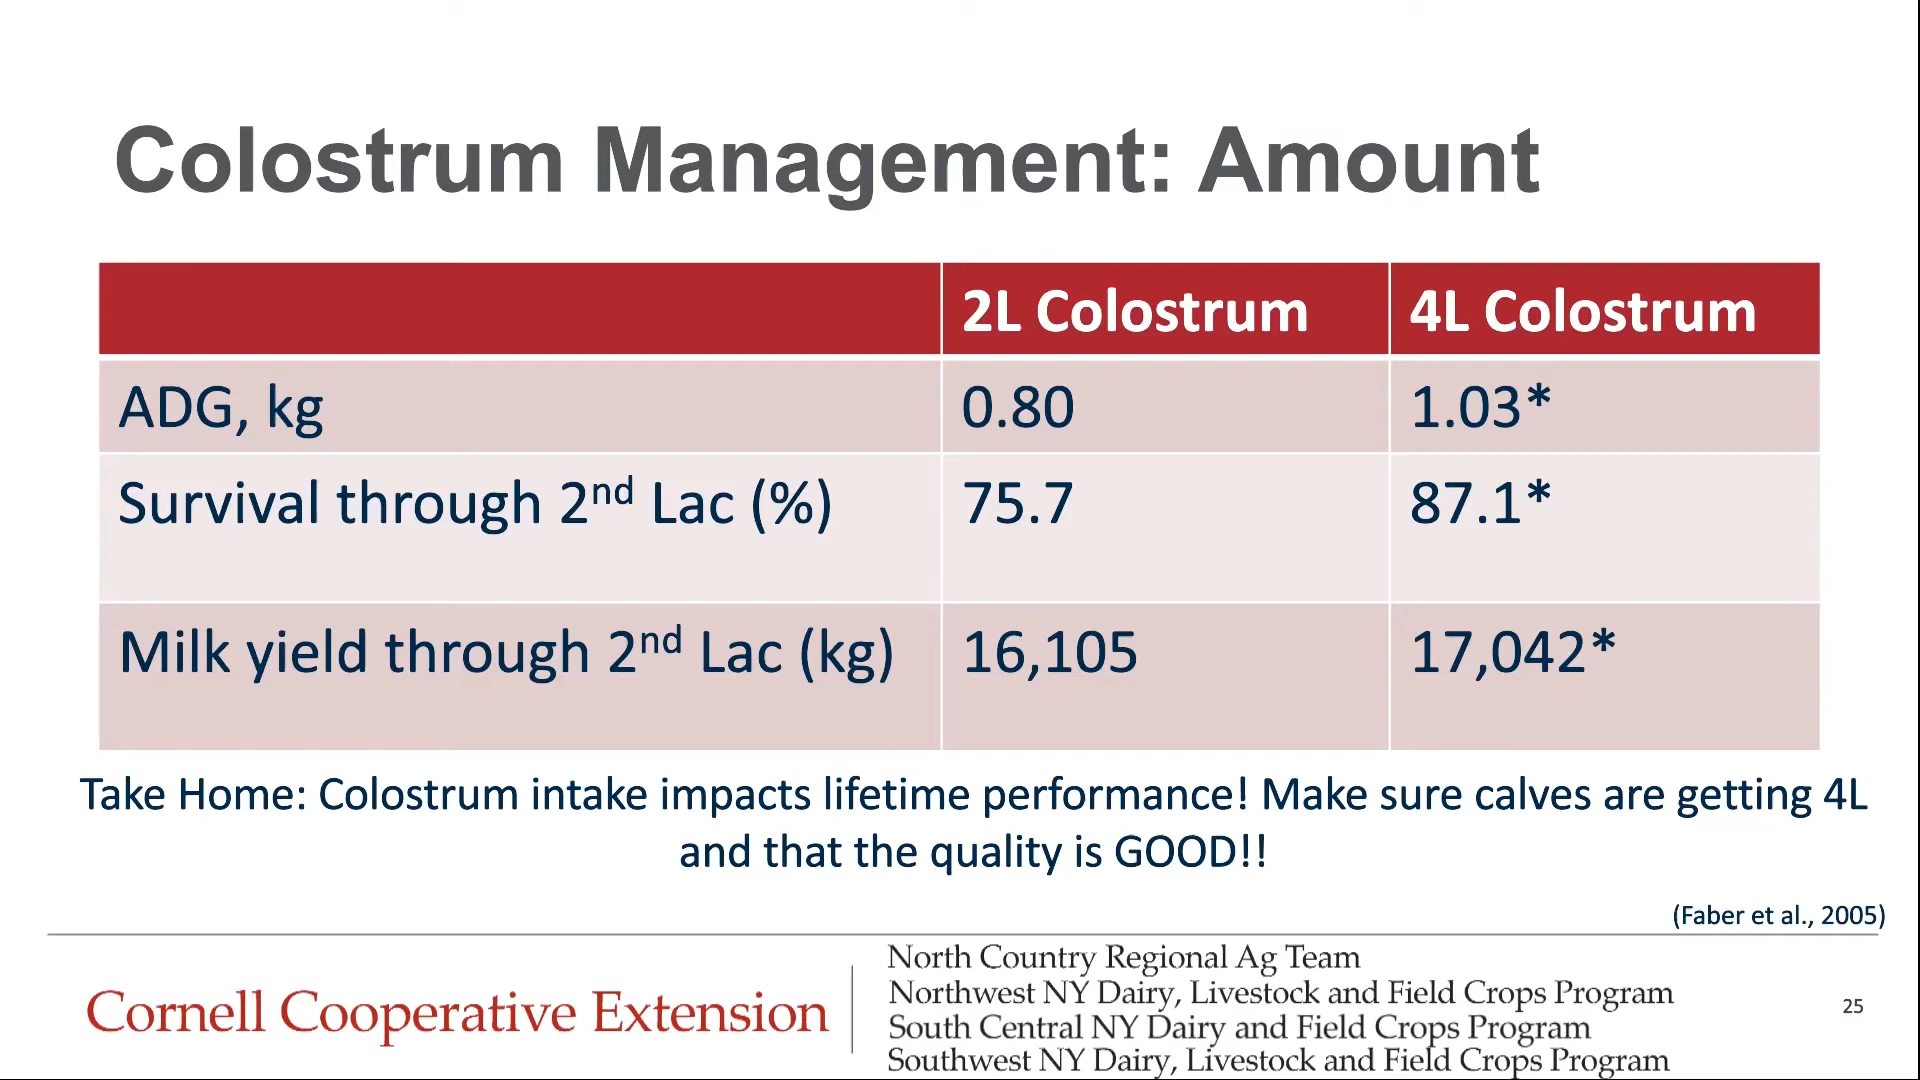 Colostrum Management: Amount
2L Colostrum 4L Colostrum
ADG, kg 0.80 1.03*
Survival through 2nd Lac (%) 75.7 87.1*
Milk yield through 2nd Lac (kg) 16,105 17,042*
Take Home: Colostrum intake impacts lifetime performance! Make sure calves are getting 4L
and that the quality is GOOD!!
(Faber et al., 2005)
Cornell Cooperative Extension
North Country Regional Ag Team
Northwest NY Dairy, Livestock and Field Crops Program
South Central NY Dairy and Field Crops Program
Southwest NY Dairy, Livestock and Field Crops Program
25